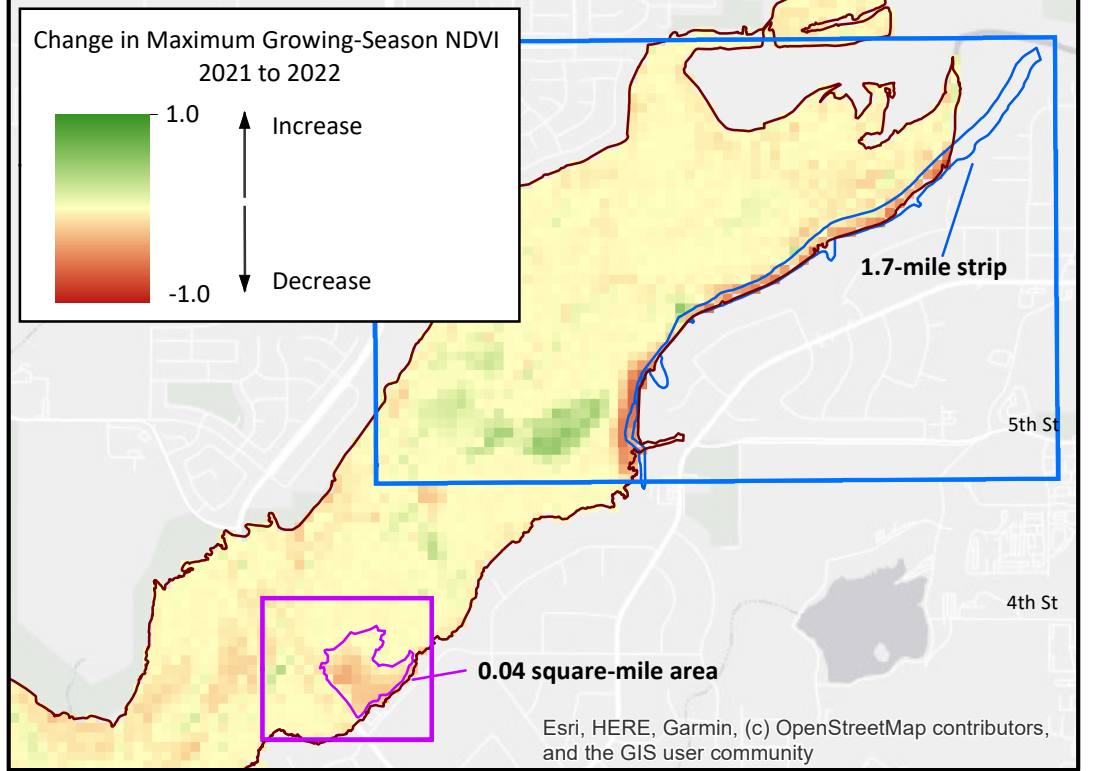 Change in Maximum Growing-Season NDVI
2021 to 2022
1.0
Increase
Decrease
-1.0
1.7-mile strip
5th St
4th St
0.04 square-mile area
Esri, HERE, Garmin, (c) OpenStreetMap contributors,
and the GIS user community